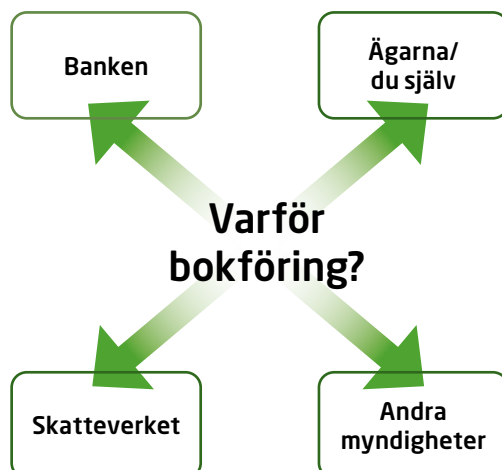 Banken
Ägarna/
du själv
Varför
bokföring?
Skatteverket
Andra
myndigheter